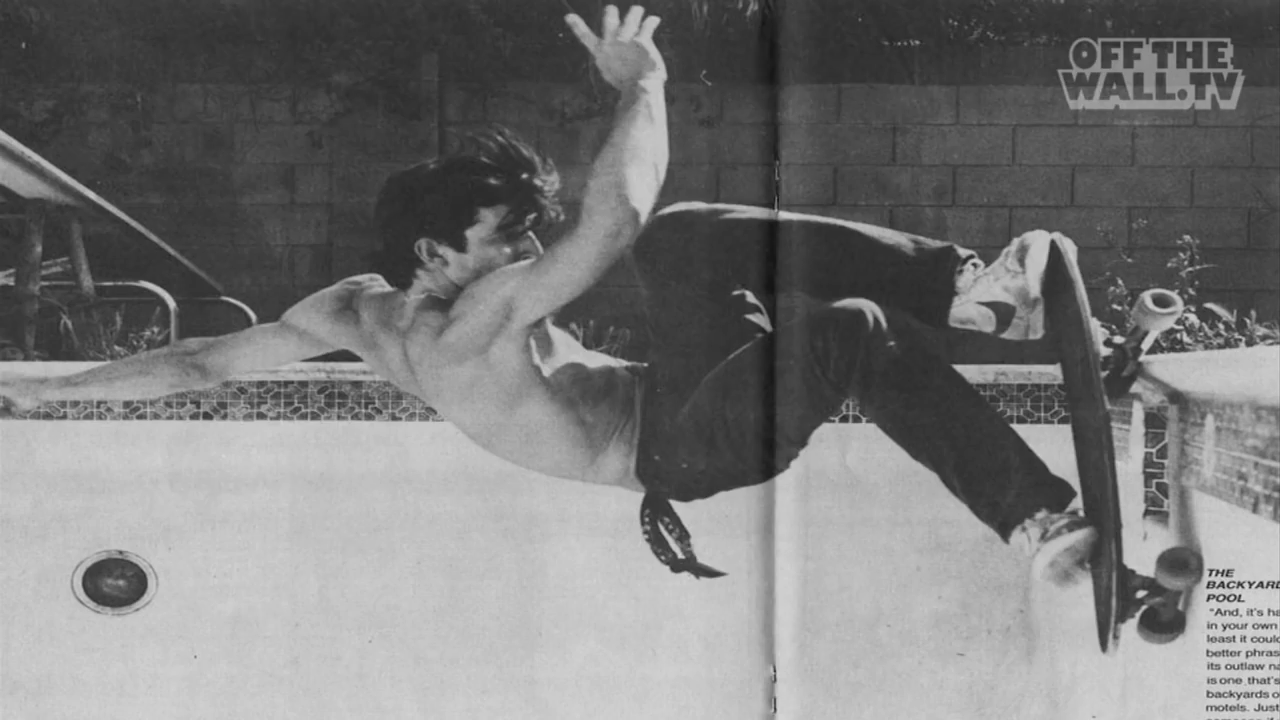 OFF THE
WALL.TV
THE
BACKYARD
POOL
"And, it's ha
in your own
least it coul
better phras
its outlaw na
is one that's
backyards o
motels. Just